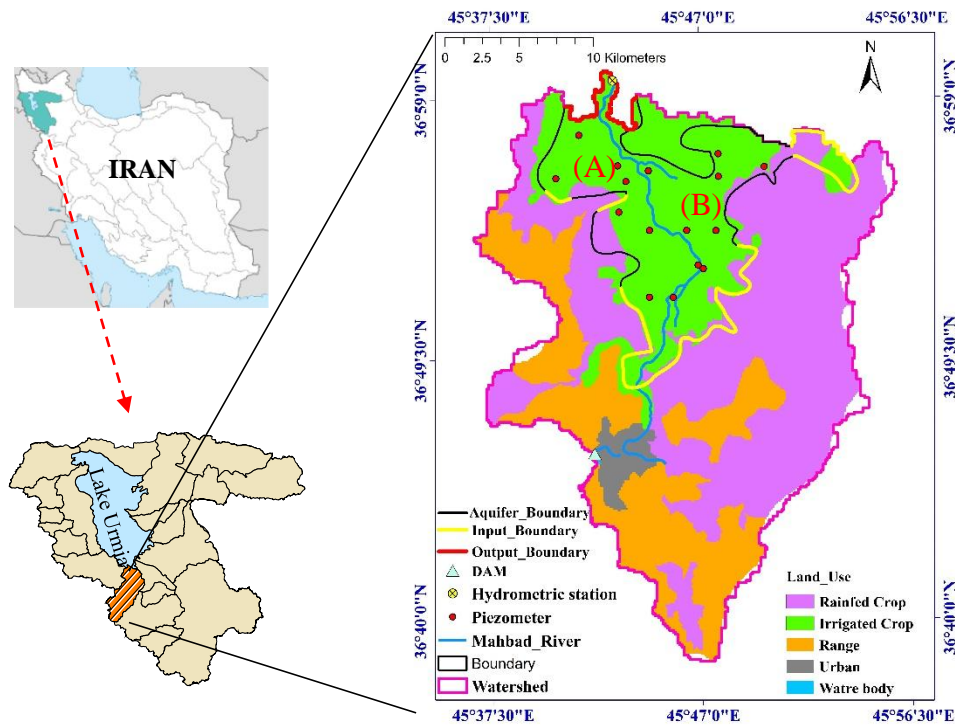 45°37'30"E 45°47'0"E 45°56'30"E
0 2.5 5 10 Kilometers
N
36°59'0"N
36°59'0"N
IRAN
(A)
(B)
36°49'30"N
36°49'30"N
Lake Urmia
Aquifer_Boundary
Input_Boundary
Output_Boundary
DAM
Hydrometric station
Piezometer
Mahbad_River
Boundary
Watershed
Land_Use
Rainfed Crop
Irrigated Crop
Range
Urban
Watre body
36°40'0"N
36°40'0"N
45°37'30"E 45°47'0"E 45°56'30"E